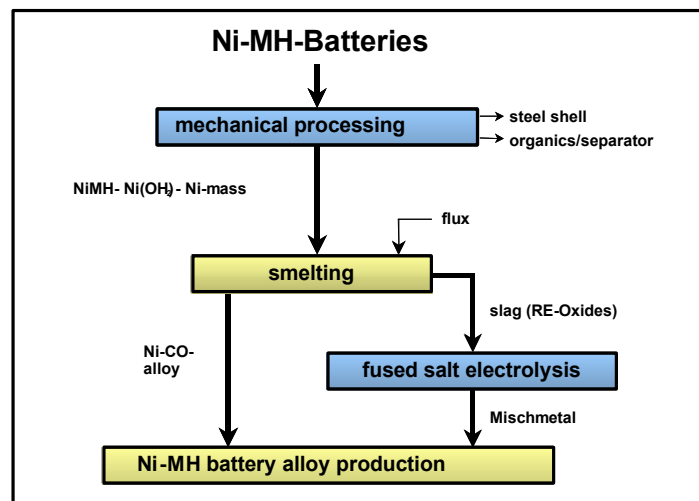 Ni-MH-Batteries
mechanical processing
steel shell
organics/separator
NiMH- Ni(OH)2- Ni-mass
flux
smelting
slag (RE-Oxides)
Ni-CO-
alloy
fused salt electrolysis
Mischmetal
Ni-MH battery alloy production